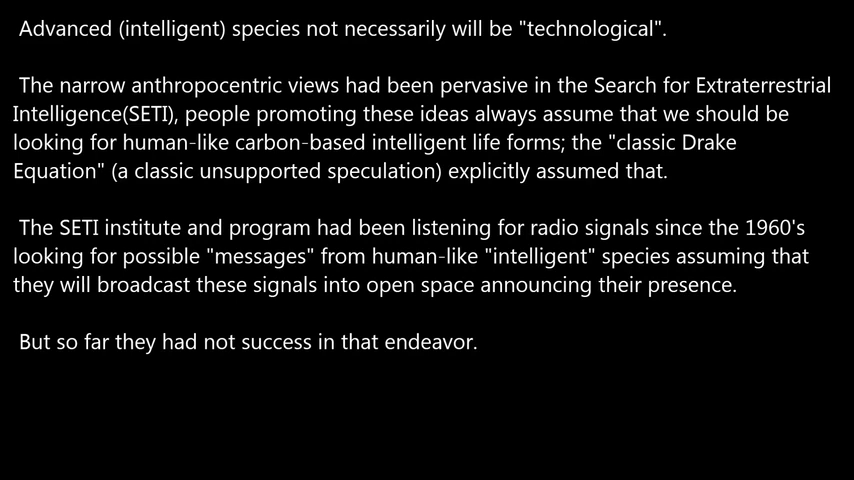 Advanced (intelligent) species not necessarily will be "technological".
The narrow anthropocentric views had been pervasive in the Search for Extraterrestrial
Intelligence(SETI), people promoting these ideas always assume that we should be
looking for human-like carbon-based intelligent life forms; the "classic Drake
Equation" (a classic unsupported speculation) explicitly assumed that.
The SETI institute and program had been listening for radio signals since the 1960's
looking for possible "messages" from human-like "intelligent" species assuming that
they will broadcast these signals into open space announcing their presence.
But so far they had not success in that endeavor.